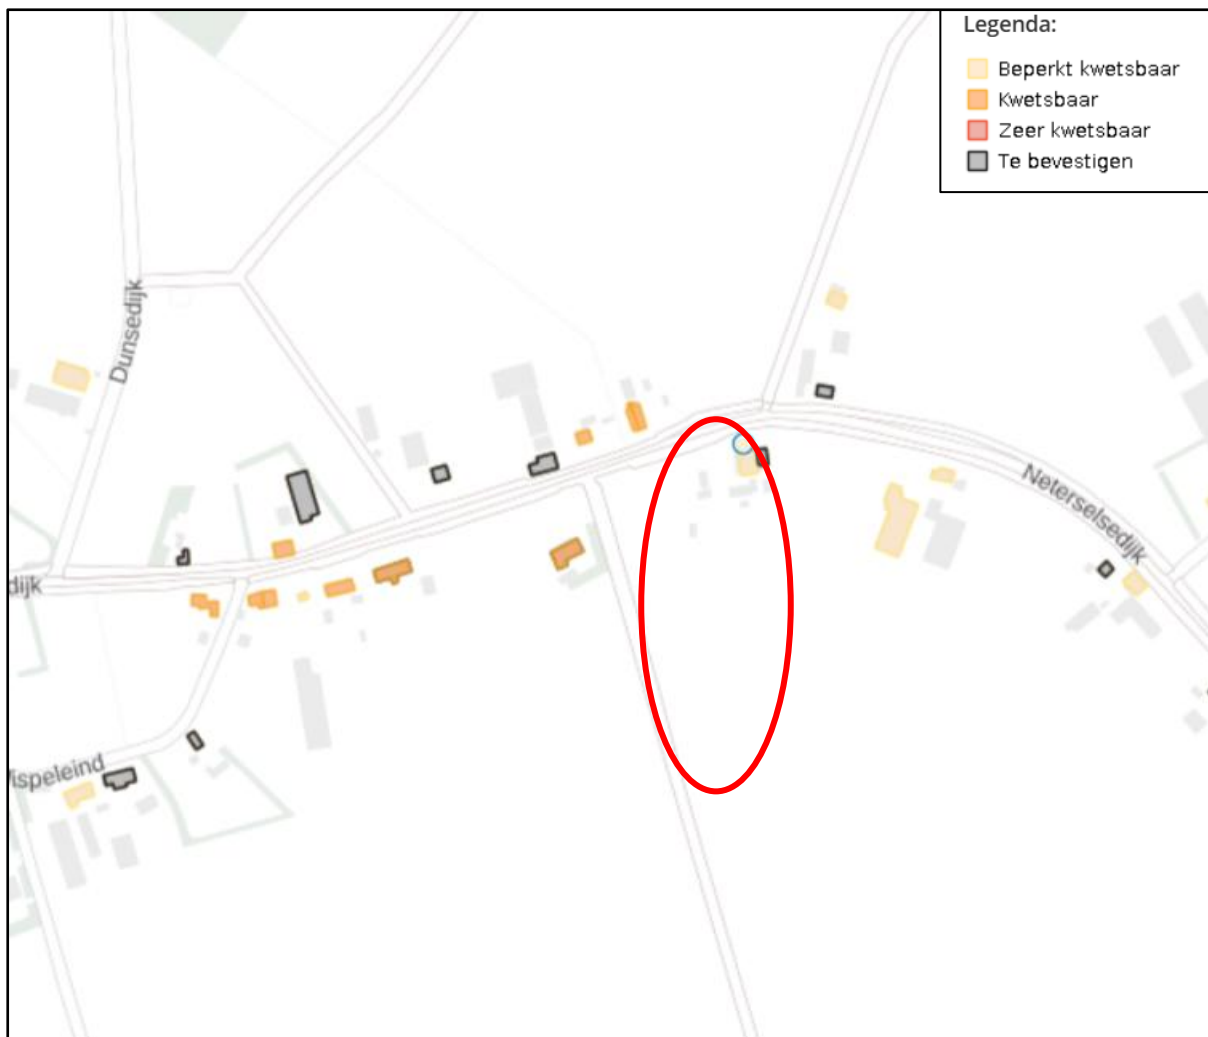 Legenda:
Beperkt kwetsbaar
Kwetsbaar
Zeer kwetsbaar
Te bevestigen
Dunsedijk
Neterselsedijk
dijk
ispeleind